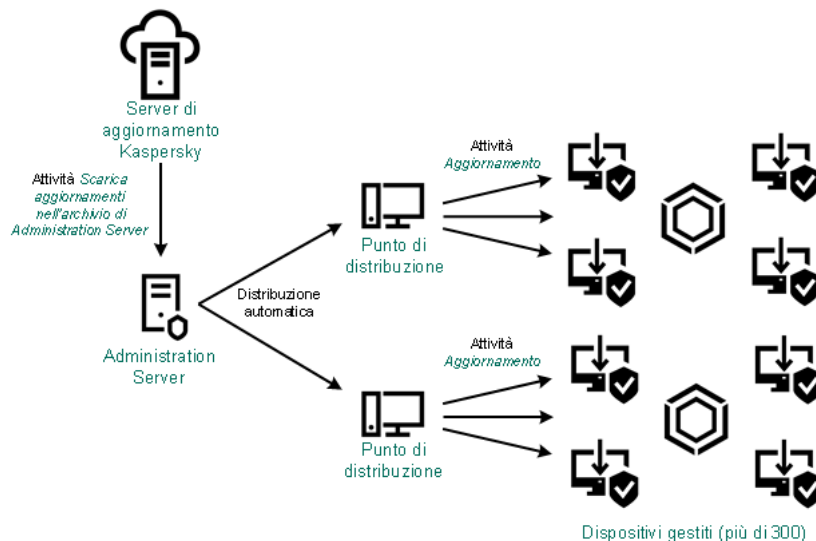 Server di
aggiornamento
Kaspersky
Attività Scarica
aggiornamenti
nell'archivio di
Administration Server
Administration
Server
Distribuzione
automatica
Punto di
distribuzione
Attività
Aggiornamento
Punto di
distribuzione
Attività
Aggiornamento
Dispositivi gestiti (più di 300)